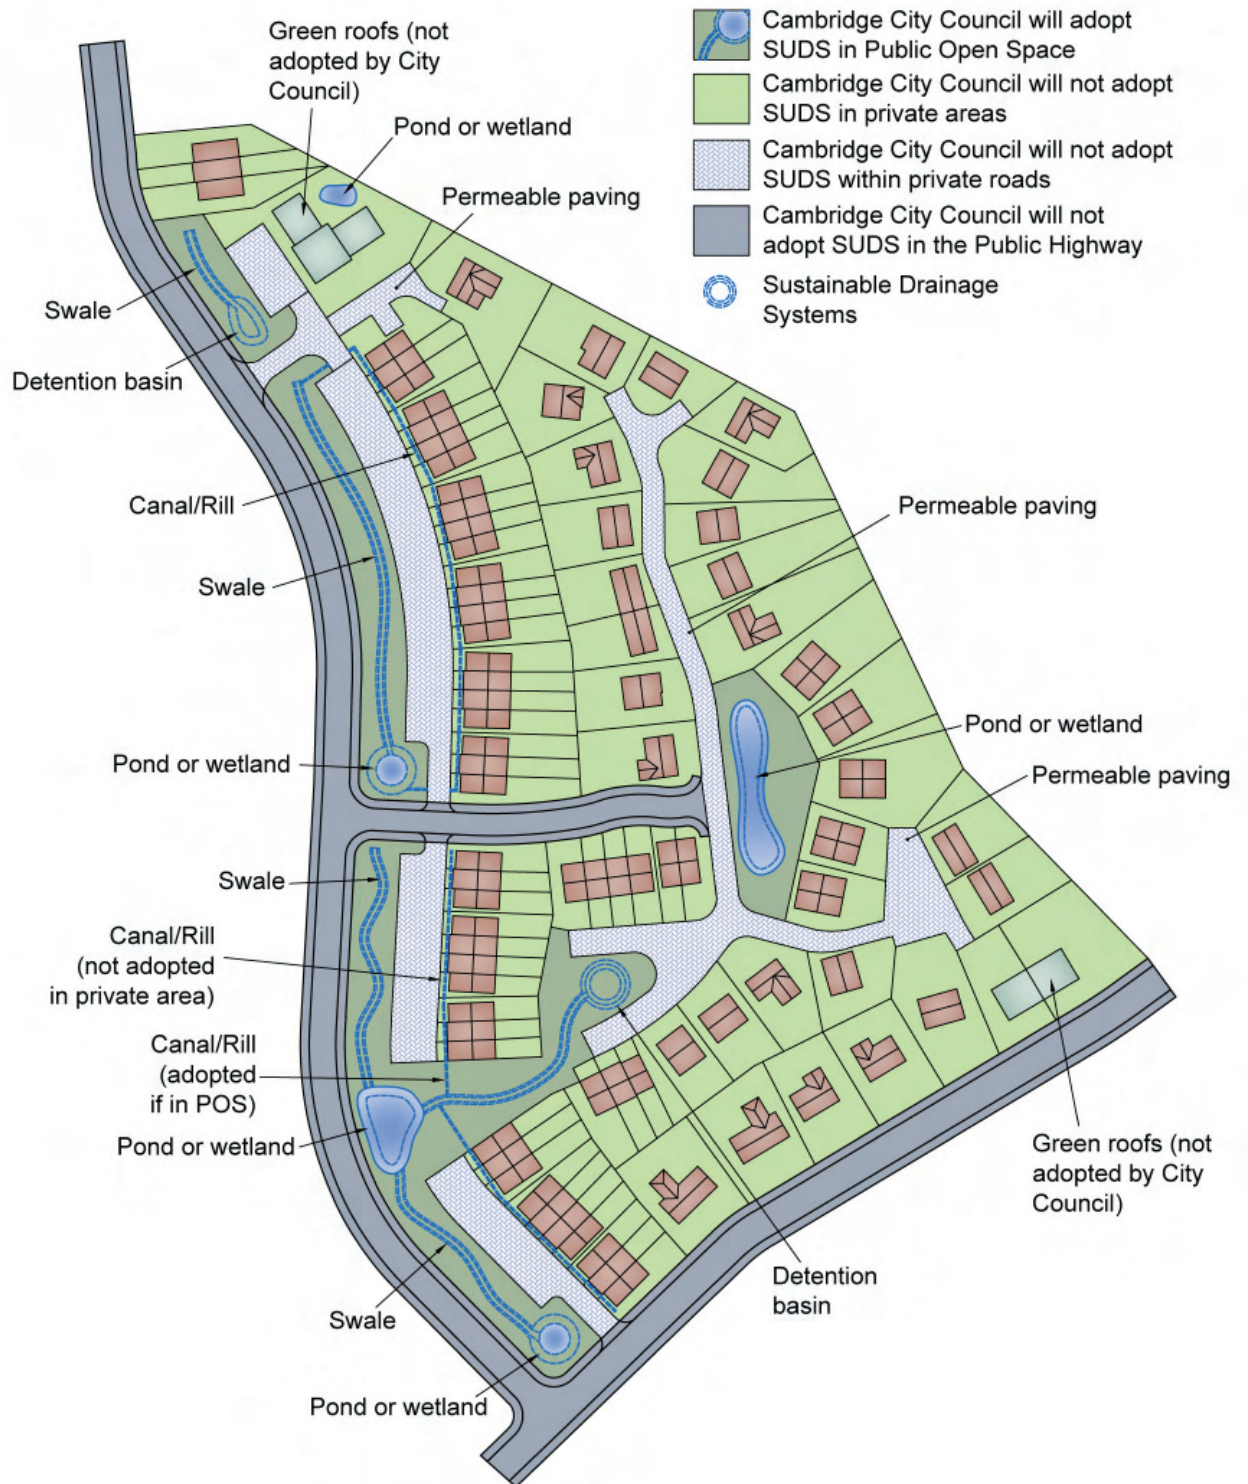 Green roofs (not
adopted by City
Council)
Pond or wetland
Permeable paving
Cambridge City Council will adopt
SUDS in Public Open Space
Cambridge City Council will not adopt
SUDS in private areas
Cambridge City Council will not adopt
SUDS within private roads
Cambridge City Council will not
adopt SUDS in the Public Highway
Sustainable Drainage
Systems
Swale
Detention basin
Canal/Rill
Swale
Permeable paving
Pond or wetland
Pond or wetland
Permeable paving
Swale
Canal/Rill
(not adopted
in private area)
Canal/Rill
(adopted
if in POS)
Pond or wetland
Green roofs (not
adopted by City
Council)
Detention
basin
Swale
Pond or wetland